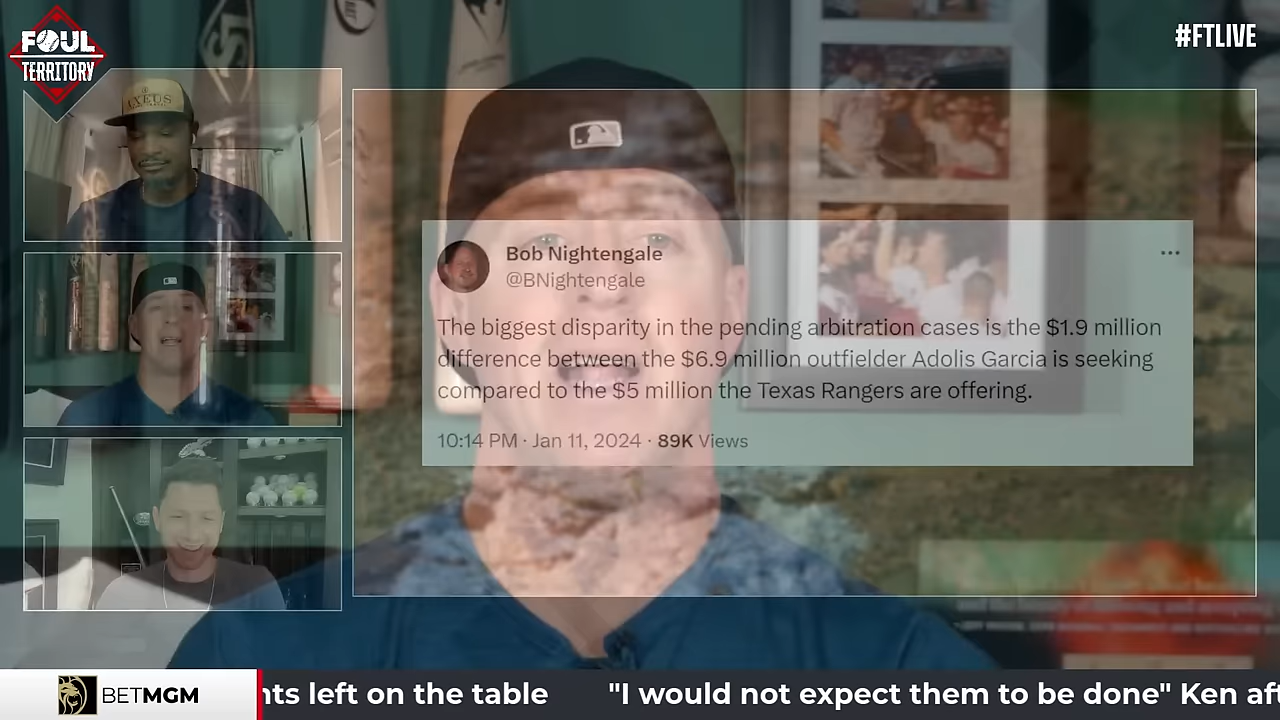 FOUL
TERRITORY
#FTLIVE
Bob Nightengale
@BNightengale
The biggest disparity in the pending arbitration cases is the $1.9 million
difference between the $6.9 million outfielder Adolis Garcia is seeking
compared to the $5 million the Texas Rangers are offering.
10:14 PM · Jan 11, 2024 · 89K Views
BETMGM
nts left on the table "I would not expect them to be done" Ken aft